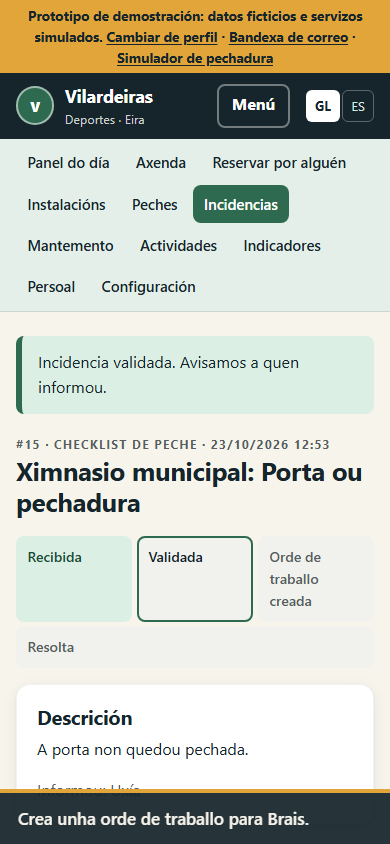 Prototipo de demostración: datos ficticios e servizos
simulados. Cambiar de perfil · Bandexa de correo ·
Simulador de pechadura
V
Vilardeiras
Deportes · Eira
Menú
GL
ES
Panel do día
Axenda
Reservar por alguén
Instalacións
Peches
Incidencias
Mantemento
Actividades
Indicadores
Persoal
Configuración
Incidencia validada. Avisamos a quen
informou.
#15 · CHECKLIST DE PECHE · 23/10/2026 12:53
Ximnasio municipal: Porta ou
pechadura
Recibida
Validada
Orde de
traballo
creada
Resolta
Descrición
A porta non quedou pechada.
Crea unha orde de traballo para Brais.